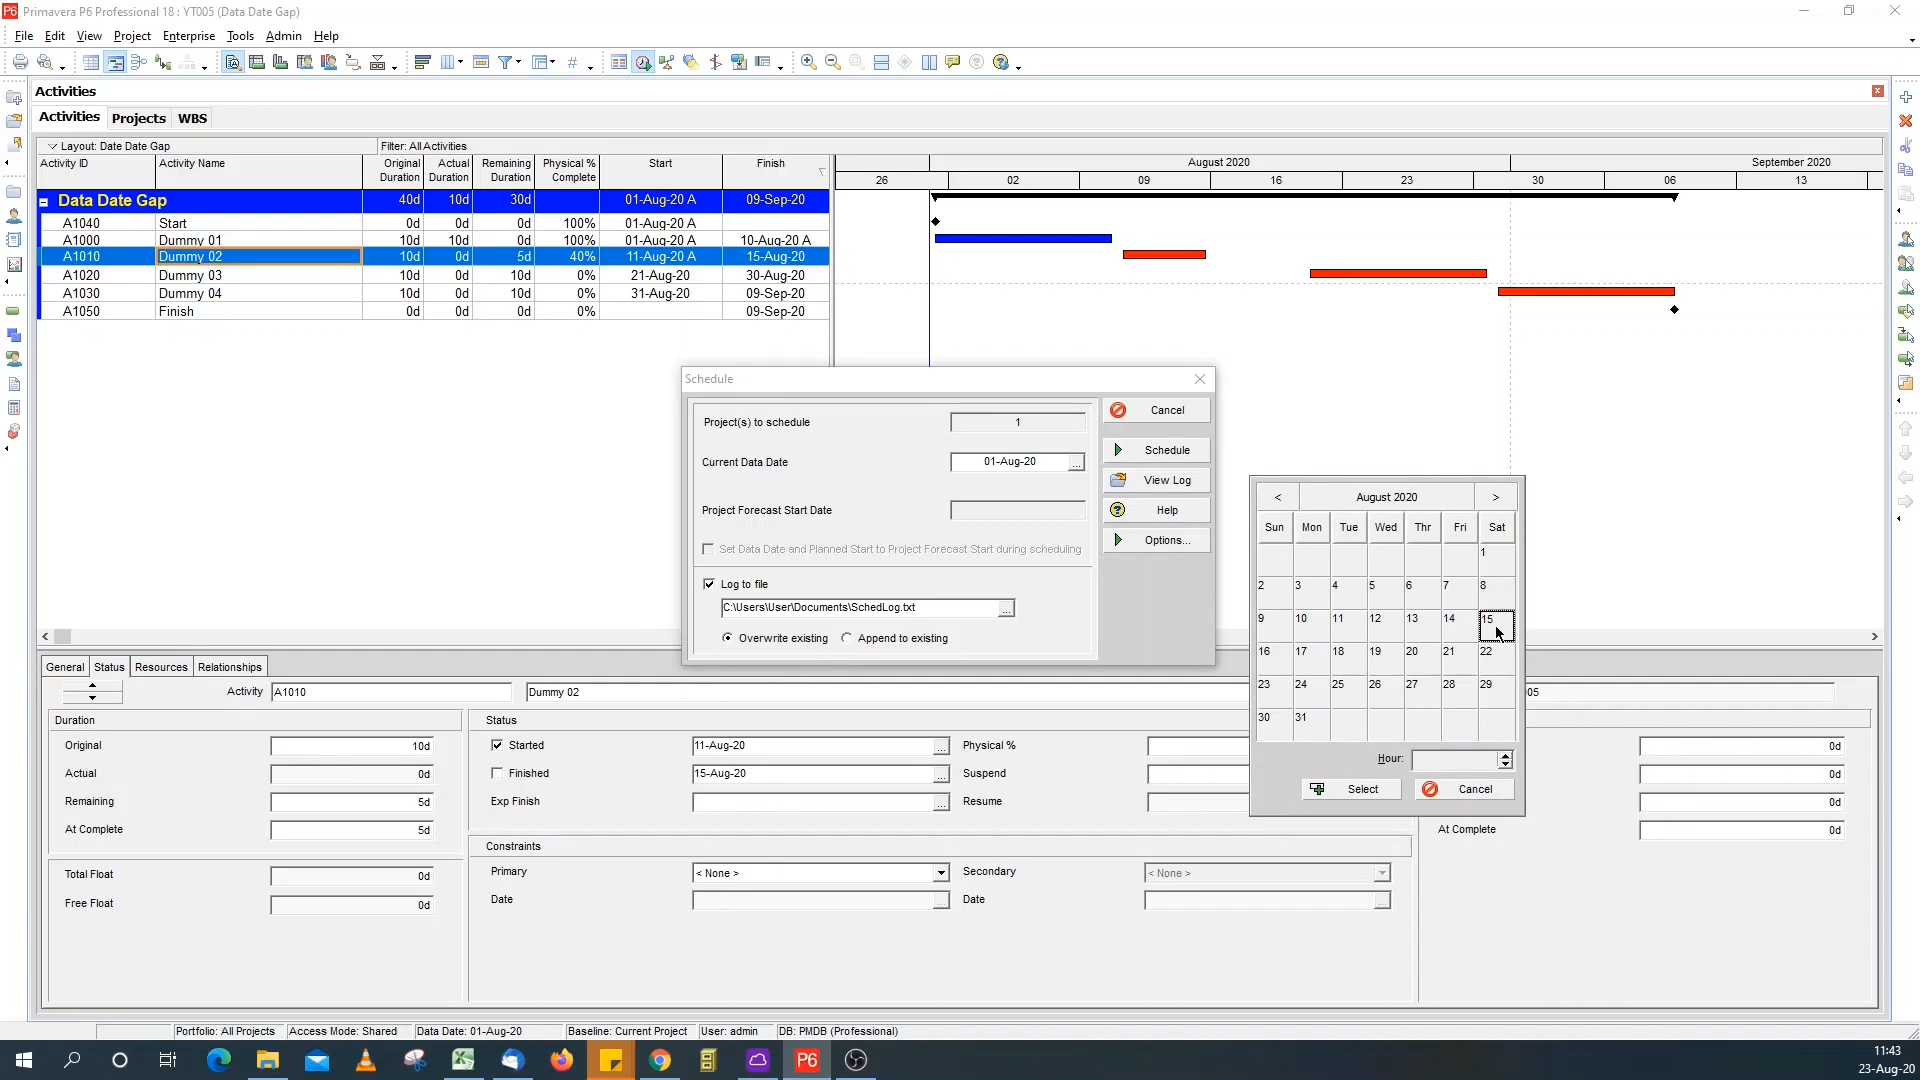 Primavera P6 Professional 18 : YT005 (Data Date Gap)
File Edit View Project Enterprise Tools Admin Help
Activities
Activities Projects WBS
Layout: Date Date Gap Filter: All Activities
Activity ID Activity Name Original Duration Actual Duration Remaining Duration Physical % Complete Start Finish
August 2020 September 2020
26 02 09 16 23 30 06 13
Data Date Gap 40d 10d 30d 01-Aug-20 A 09-Sep-20
A1040 Start 0d 0d 0d 100% 01-Aug-20 A
A1000 Dummy 01 10d 10d 0d 100% 01-Aug-20 A 10-Aug-20 A
A1010 Dummy 02 10d 0d 5d 40% 11-Aug-20 A 15-Aug-20
A1020 Dummy 03 10d 0d 10d 0% 21-Aug-20 30-Aug-20
A1030 Dummy 04 10d 0d 10d 0% 31-Aug-20 09-Sep-20
A1050 Finish 0d 0d 0d 0% 09-Sep-20
Schedule
Project(s) to schedule 1
Current Data Date 01-Aug-20 ...
Project Forecast Start Date
Set Data Date and Planned Start to Project Forecast Start during scheduling
Log to file
C:\Users\User\Documents\SchedLog.txt ...
Overwrite existing Append to existing
Cancel
Schedule
View Log
Help
Options...
< August 2020 >
Sun Mon Tue Wed Thr Fri Sat
1
2 3 4 5 6 7 8
9 10 11 12 13 14 15
16 17 18 19 20 21 22
23 24 25 26 27 28 29
30 31
Hour:
Select Cancel
General Status Resources Relationships
Activity A1010 Dummy 02 05
Duration
Original 10d
Actual 0d
Remaining 5d
At Complete 5d
Total Float 0d
Free Float 0d
Status
Started 11-Aug-20 ... Physical %
Finished 15-Aug-20 ... Suspend
Exp Finish ... Resume
Constraints
Primary < None > Secondary < None >
Date ... Date ...
0d
0d
0d
At Complete 0d
Portfolio: All Projects Access Mode: Shared Data Date: 01-Aug-20 Baseline: Current Project User: admin DB: PMDB (Professional)
P6
11:43
23-Aug-20